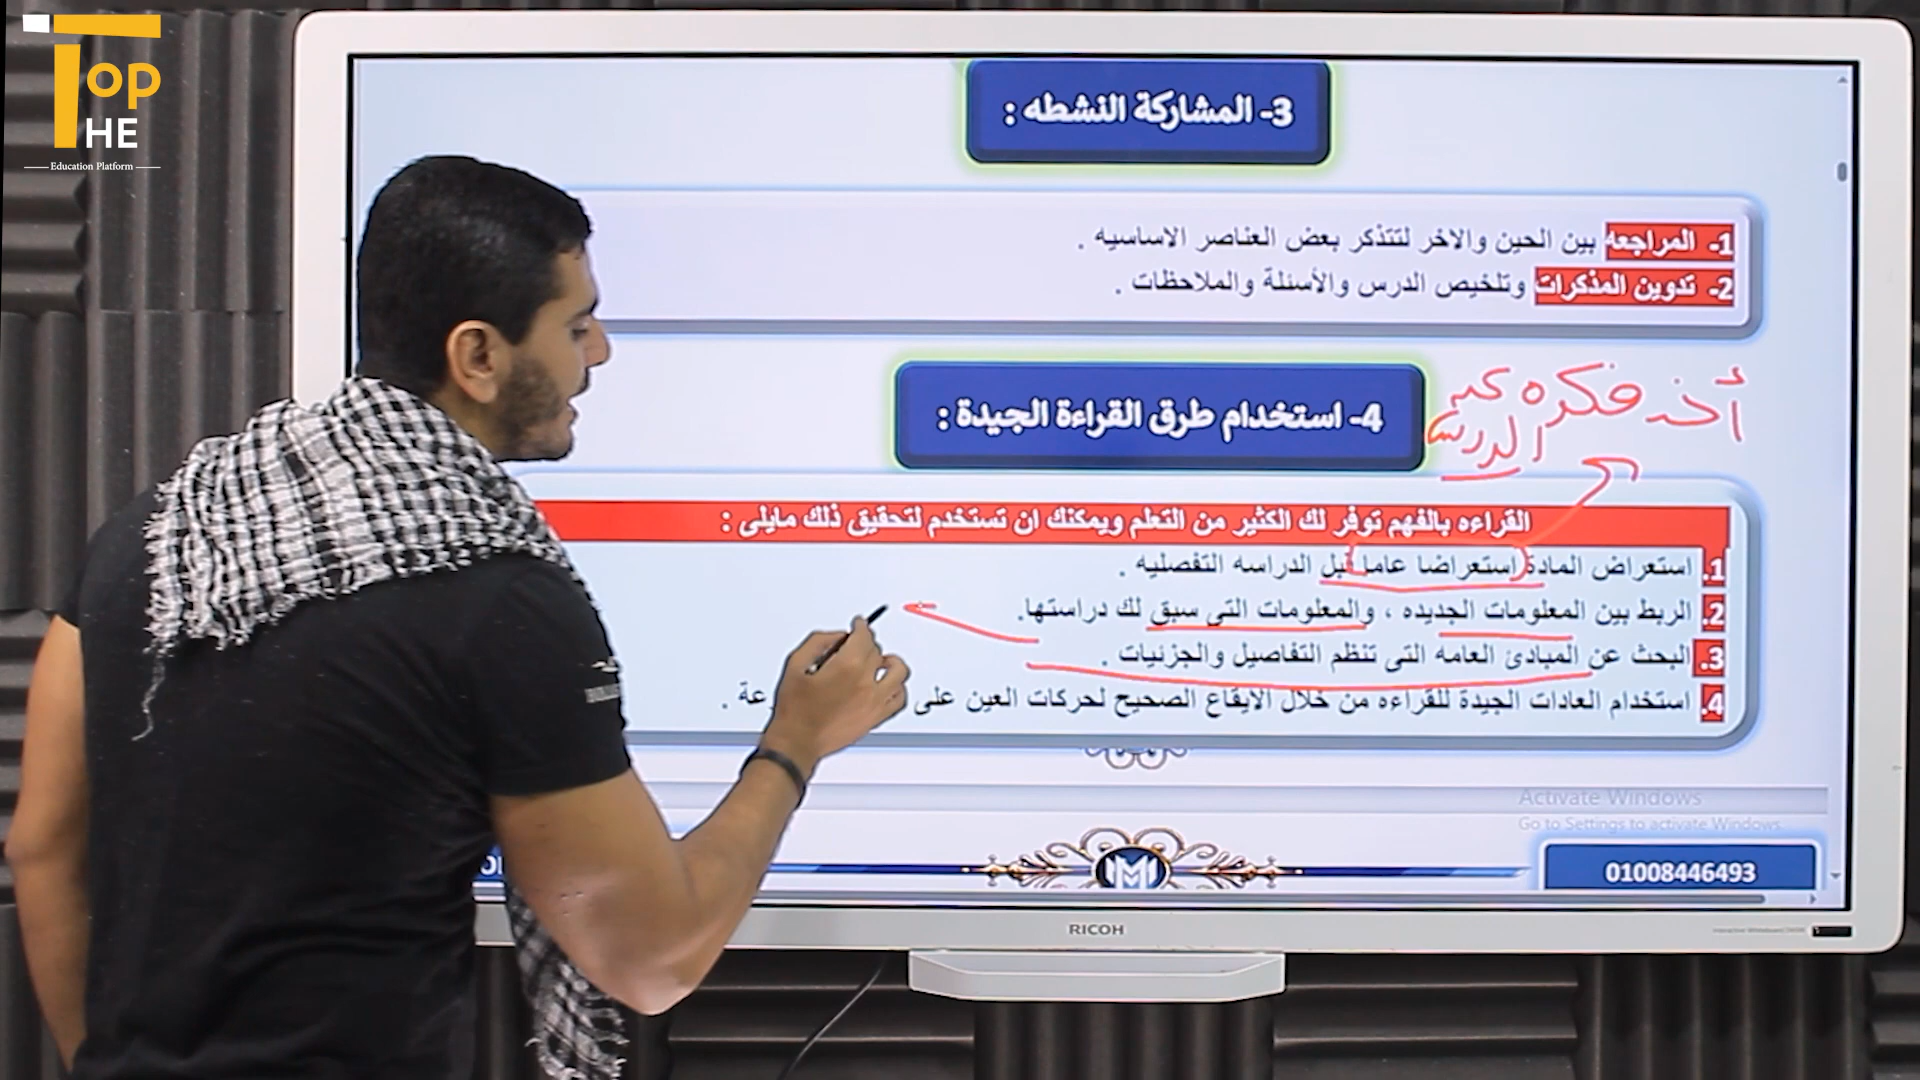 TOP
THE
Education Platform
3- المشاركة النشطه :
1- المراجعه بين الحين والاخر لتتذكر بعض العناصر الاساسيه .
2- تدوين المذكرات وتلخيص الدرس والأسئلة والملاحظات .
4- استخدام طرق القراءة الجيدة :
أخد فكره عن
الدرس
القراءه بالفهم توفر لك الكثير من التعلم ويمكنك ان تستخدم لتحقيق ذلك مايلى :
1. استعراض المادة استعراضا عاما قبل الدراسه التفصليه .
2. الربط بين المعلومات الجديده ، والمعلومات التى سبق لك دراستها.
3. البحث عن المبادئ العامه التى تنظم التفاصيل والجزئيات .
4. استخدام العادات الجيدة للقراءه من خلال الايقاع الصحيح لحركات العين على
Activate Windows
Go to Settings to activate Windows.
01008446493
RICOH